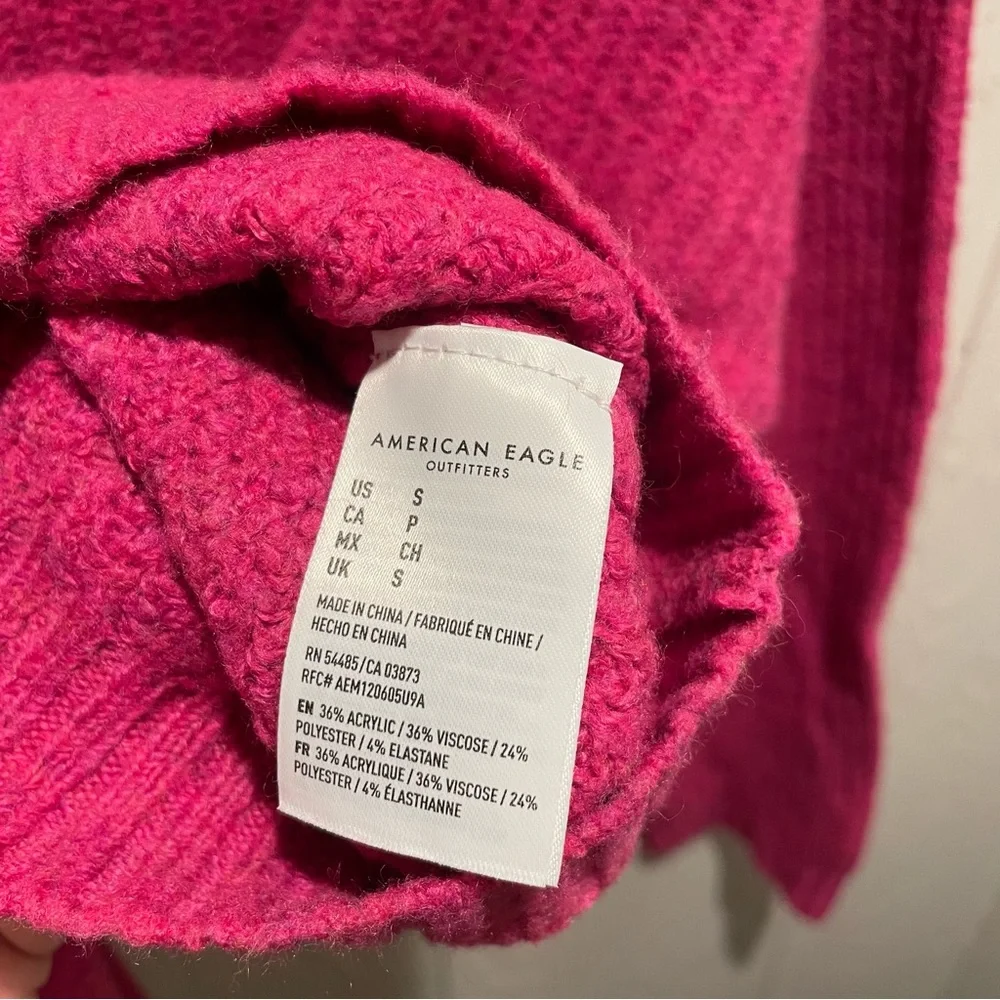 AMERICAN EAGLE
OUTFITTERS
US S
CA P
MX CH
UK S
MADE IN CHINA / FABRIQUÉ EN CHINE /
HECHO EN CHINA
RN 54485/CA 03873
RFC# AEM120605U9A
EN 36% ACRYLIC / 36% VISCOSE / 24%
POLYESTER / 4% ELASTANE
FR 36% ACRYLIQUE / 36% VISCOSE / 24%
POLYESTER / 4% ÉLASTHANNE